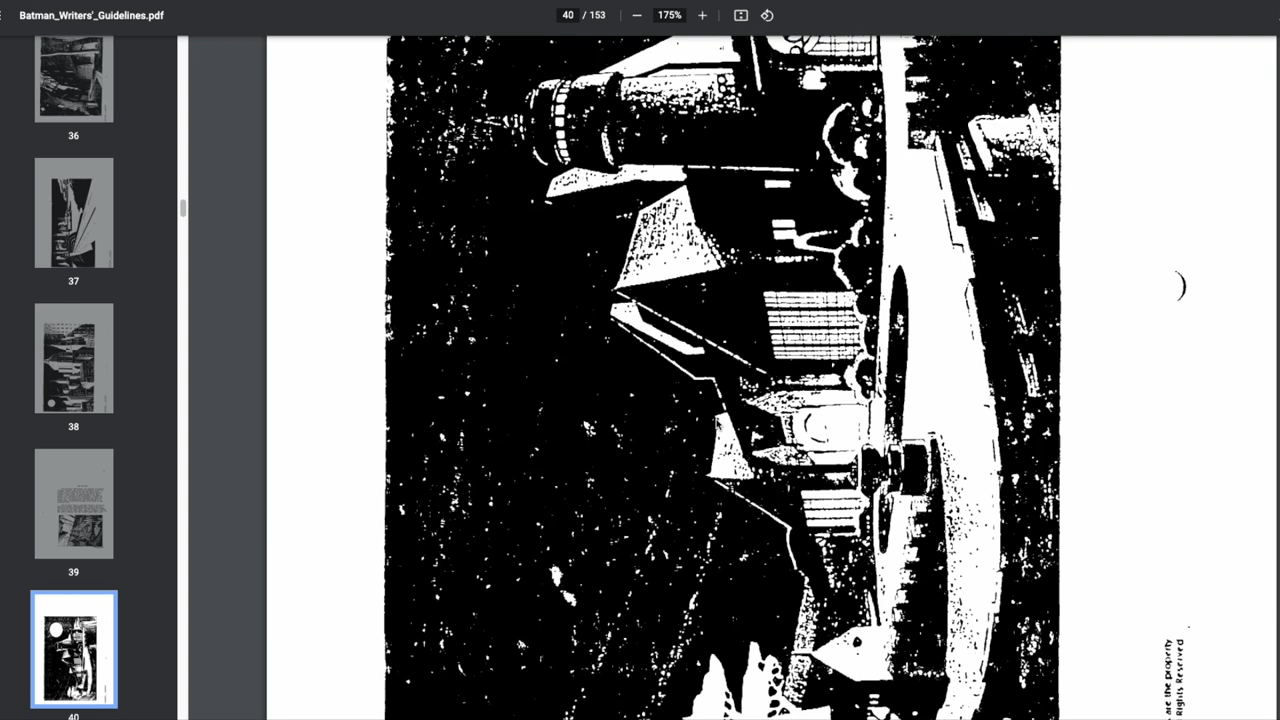 Batman_Writers'_Guidelines.pdf
40 / 153
175%
36
37
38
39
40
are the property
Rights Reserved